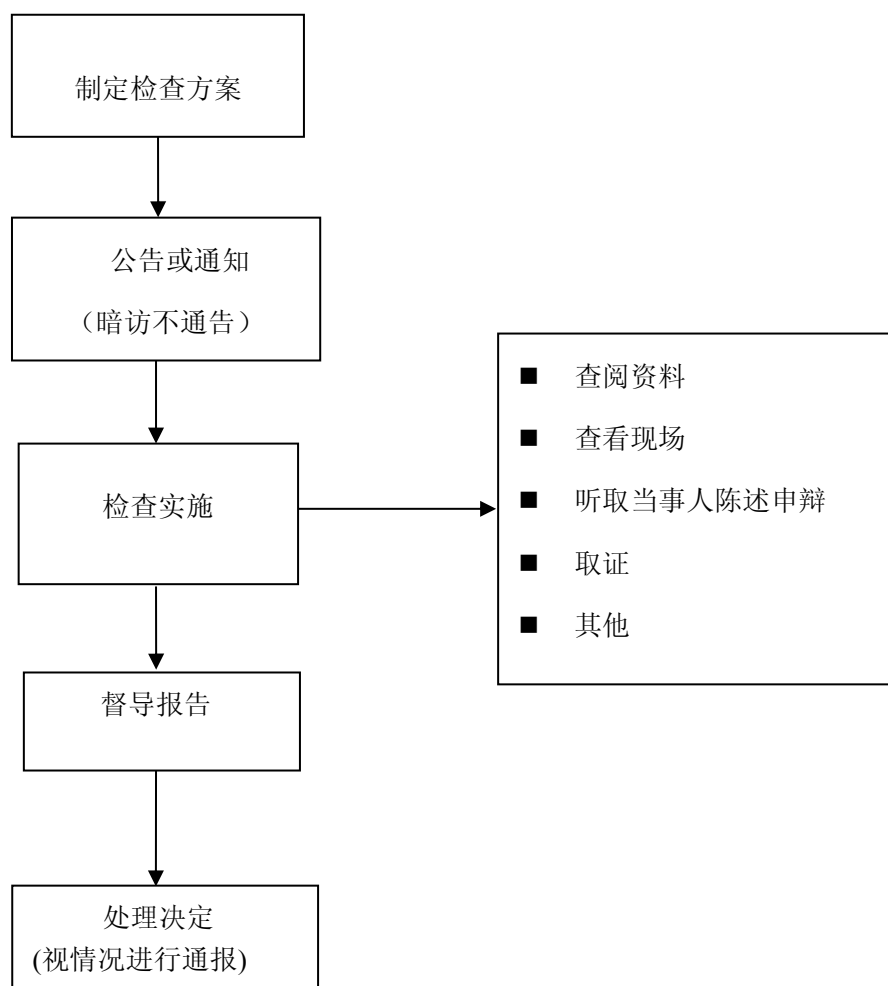 制定检查方案
公告或通知
（暗访不通告）
检查实施
■ 查阅资料
■ 查看现场
■ 听取当事人陈述申辩
■ 取证
■ 其他
督导报告
处理决定
(视情况进行通报)